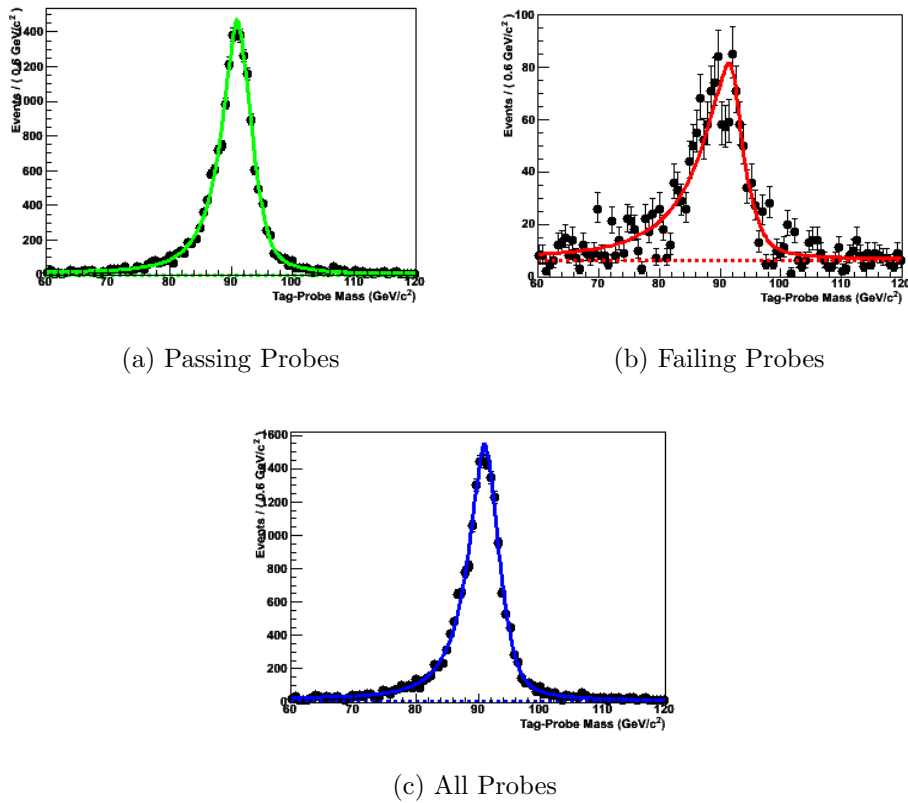 Events / ( 0.6 GeV/c² )
1400
1200
1000
800
600
400
200
0
60 70 80 90 100 110 120
Tag-Probe Mass (GeV/c²)
(a) Passing Probes
Events / ( 0.6 GeV/c² )
100
80
60
40
20
0
60 70 80 90 100 110 120
Tag-Probe Mass (GeV/c²)
(b) Failing Probes
Events / ( 0.6 GeV/c² )
1600
1400
1200
1000
800
600
400
200
0
60 70 80 90 100 110 120
Tag-Probe Mass (GeV/c²)
(c) All Probes